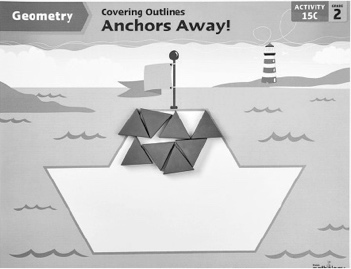 Geometry
Covering Outlines
Anchors Away!
ACTIVITY
15C
GRADE
2